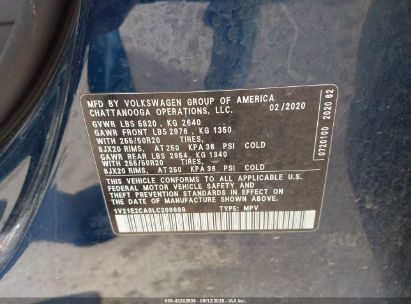 MFD BY VOLKSWAGEN GROUP OF AMERICA
CHATTANOOGA OPERATIONS, LLC. 02/2020
GVWR LBS 5820, KG 2640
GAWR FRONT LBS 2976, KG 1350
WITH 255/50R20 TIRES,
8JX20 RIMS, AT 250 KPA 36 PSI COLD
GAWR REAR LBS 2954, KG 1340
WITH 255/50R20 TIRES,
8JX20 RIMS, AT 250 KPA 36 PSI COLD
THIS VEHICLE CONFORMS TO ALL APPLICABLE U.S.
FEDERAL MOTOR VEHICLE SAFETY AND
THEFT PREVENTION STANDARDS IN EFFECT ON THE
DATE OF MANUFACTURE SHOWN ABOVE.
TYPE: MPV
0720100 2020 62